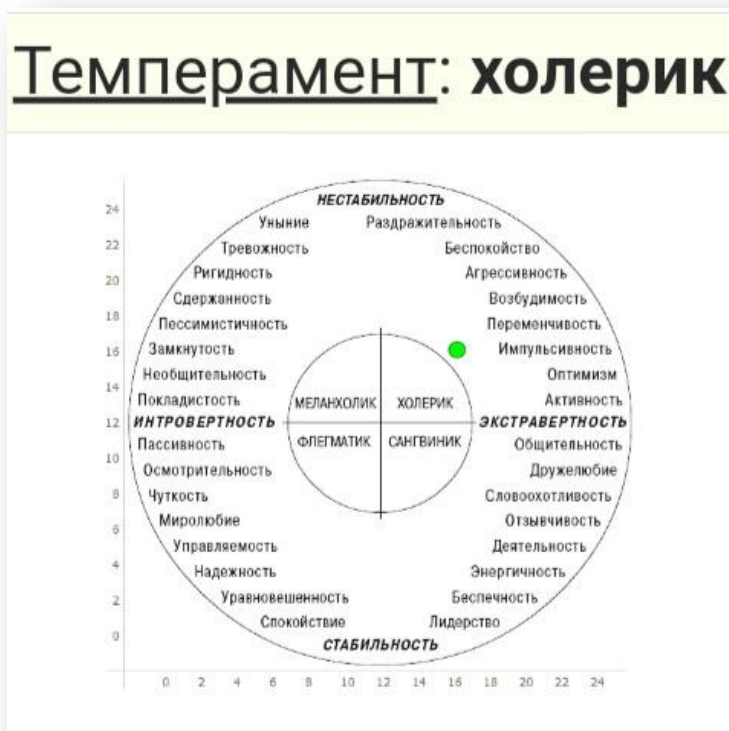 Темперамент: холерик
24
НЕСТАБИЛЬНОСТЬ
Уныние Раздражительность
22
Тревожность Беспокойство
20
Ригидность Агрессивность
Сдержанность Возбудимость
18
Пессимистичность Переменчивость
16
Замкнутость Импульсивность
Необщительность Оптимизм
14
Покладистость МЕЛАНХОЛИК ХОЛЕРИК Активность
12
ИНТРОВЕРТНОСТЬ ЭКСТРАВЕРТНОСТЬ
Пассивность ФЛЕГМАТИК САНГВИНИК Общительность
10
Осмотрительность Дружелюбие
8
Чуткость Словоохотливость
Миролюбие Отзывчивость
6
Управляемость Деятельность
4
Надежность Энергичность
2
Уравновешенность Беспечность
Спокойствие Лидерство
0
СТАБИЛЬНОСТЬ
0 2 4 6 8 10 12 14 16 18 20 22 24